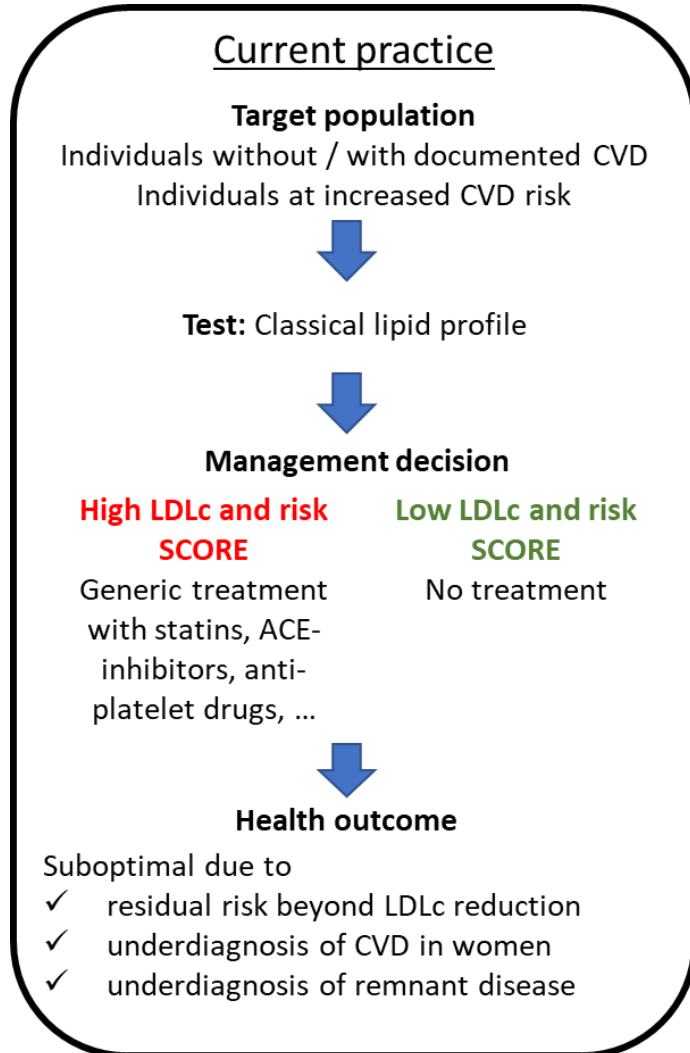 Current practice
Target population
Individuals without / with documented CVD
Individuals at increased CVD risk
Test: Classical lipid profile
Management decision
High LDLc and risk
SCORE
Generic treatment
with statins, ACE-
inhibitors, anti-
platelet drugs, ...
Low LDLc and risk
SCORE
No treatment
Health outcome
Suboptimal due to
✓ residual risk beyond LDLc reduction
✓ underdiagnosis of CVD in women
✓ underdiagnosis of remnant disease